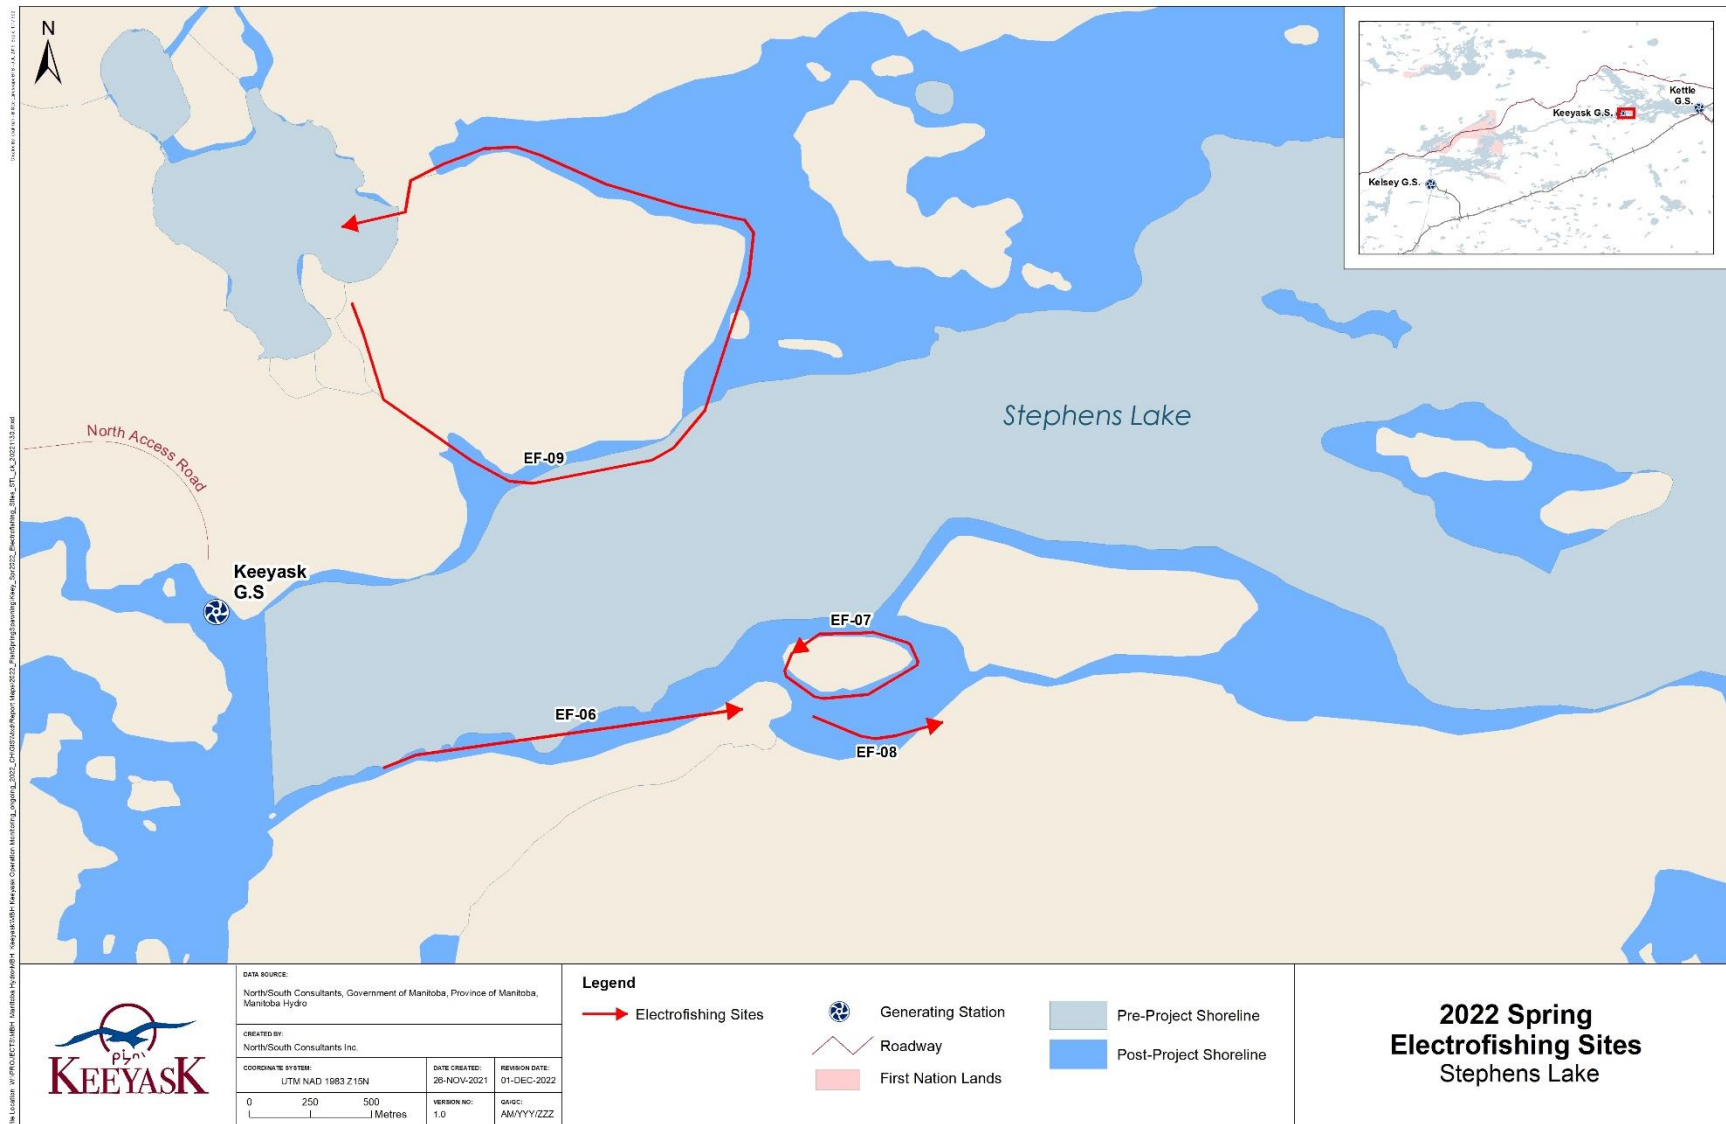 N
Kettle
G.S.
Keeyask G.S.
Kelsey G.S.
Stephens Lake
North Access Road
EF-09
Keeyask
G.S
EF-07
EF-06
EF-08
KEEYASK
DATA SOURCE:
North/South Consultants, Government of Manitoba, Province of Manitoba,
Manitoba Hydro
CREATED BY:
North/South Consultants Inc.
COORDINATE SYSTEM:
UTM NAD 1983 Z15N
DATE CREATED:
26-NOV-2021
REVISION DATE:
01-DEC-2022
0 250 500
Metres
VERSION NO:
1.0
QA/QC:
AM/YYY/ZZZ
Legend
Electrofishing Sites
Generating Station
Roadway
First Nation Lands
Pre-Project Shoreline
Post-Project Shoreline
2022 Spring
Electrofishing Sites
Stephens Lake